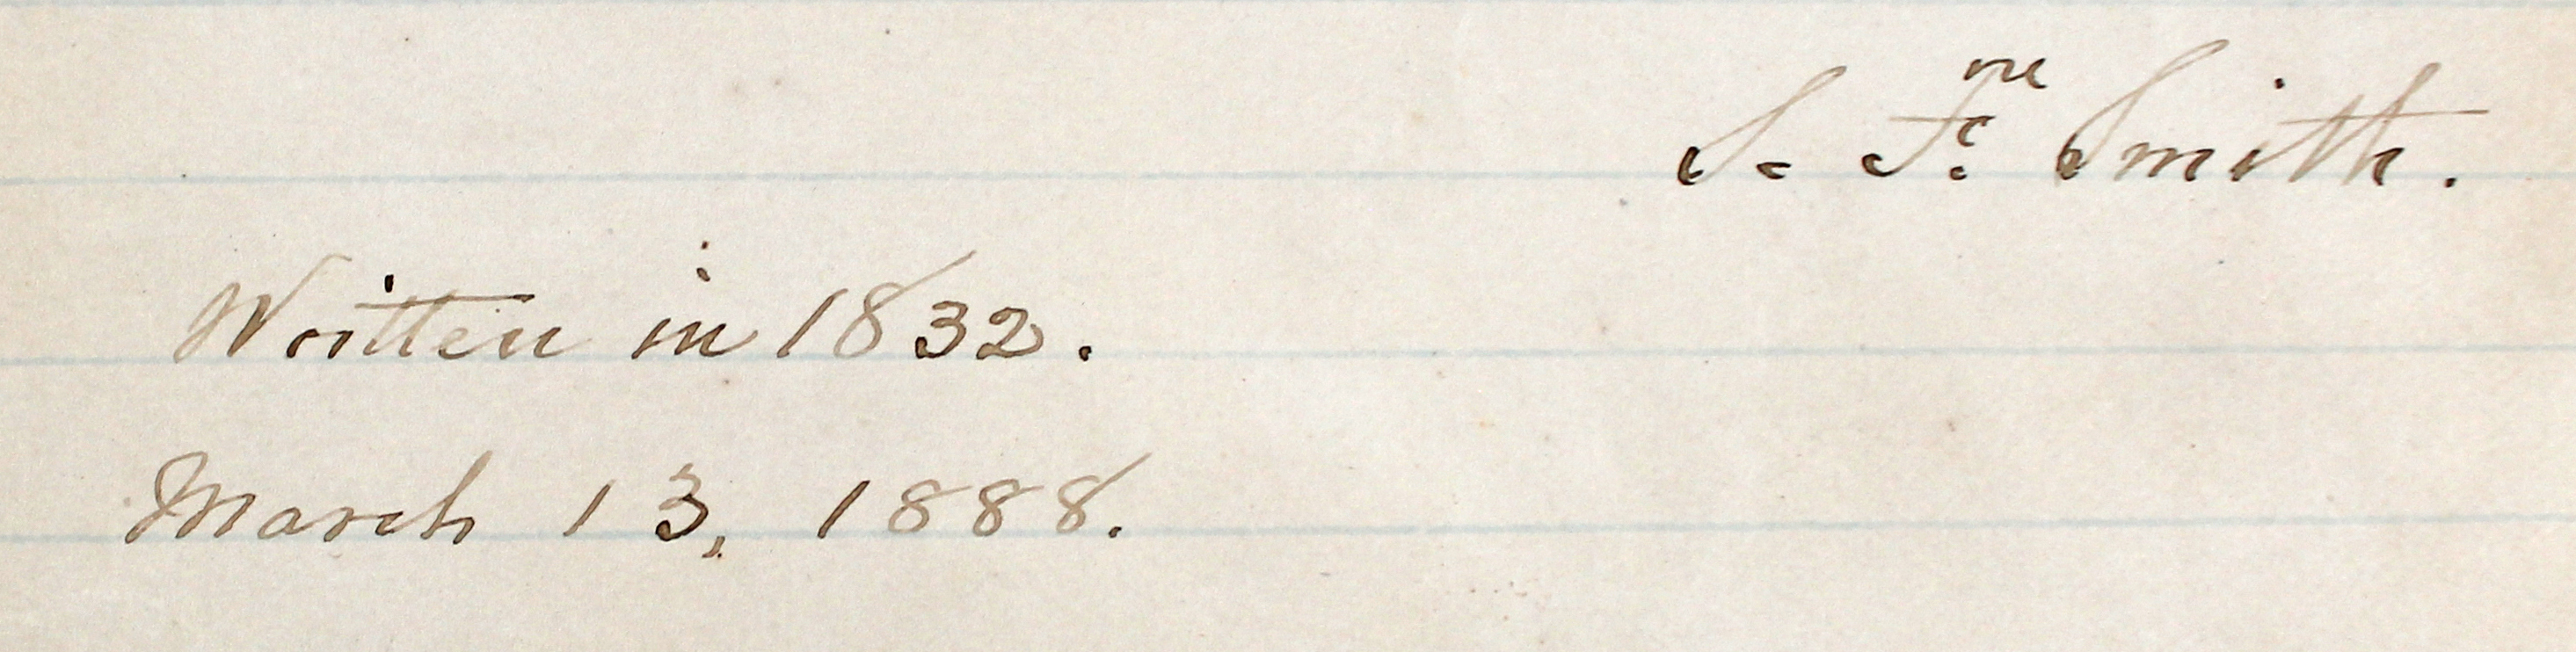 S. F. Smith.
Written in 1832.
March 13, 1888.